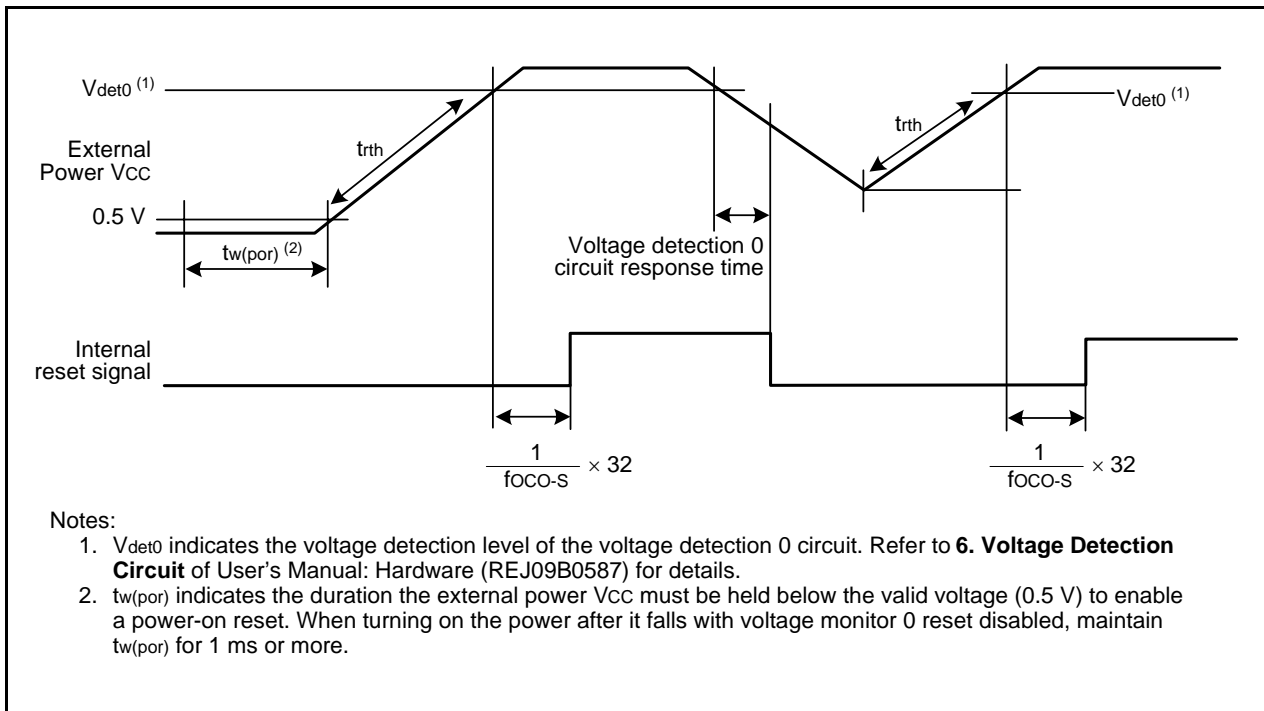 Vdet0 (1)
External
Power VCC
0.5 V
tw(por) (2)
trth
Voltage detection 0
circuit response time
trth
Vdet0 (1)
Internal
reset signal
1
fOCO-S
× 32
1
fOCO-S
× 32
Notes:
1. Vdet0 indicates the voltage detection level of the voltage detection 0 circuit. Refer to 6. Voltage Detection
Circuit of User's Manual: Hardware (REJ09B0587) for details.
2. tw(por) indicates the duration the external power VCC must be held below the valid voltage (0.5 V) to enable
a power-on reset. When turning on the power after it falls with voltage monitor 0 reset disabled, maintain
tw(por) for 1 ms or more.